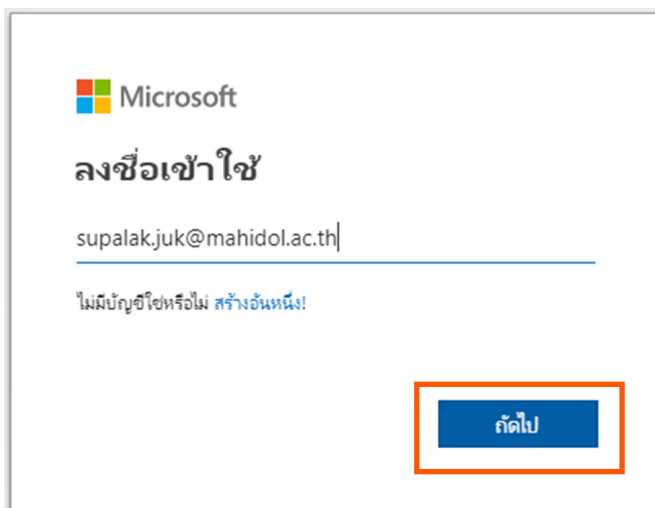 Microsoft
ลงชื่อเข้าใช้
supalak.juk@mahidol.ac.th
ไม่มีบัญชีใช่หรือไม่ สร้างอันหนึ่ง!
ถัดไป